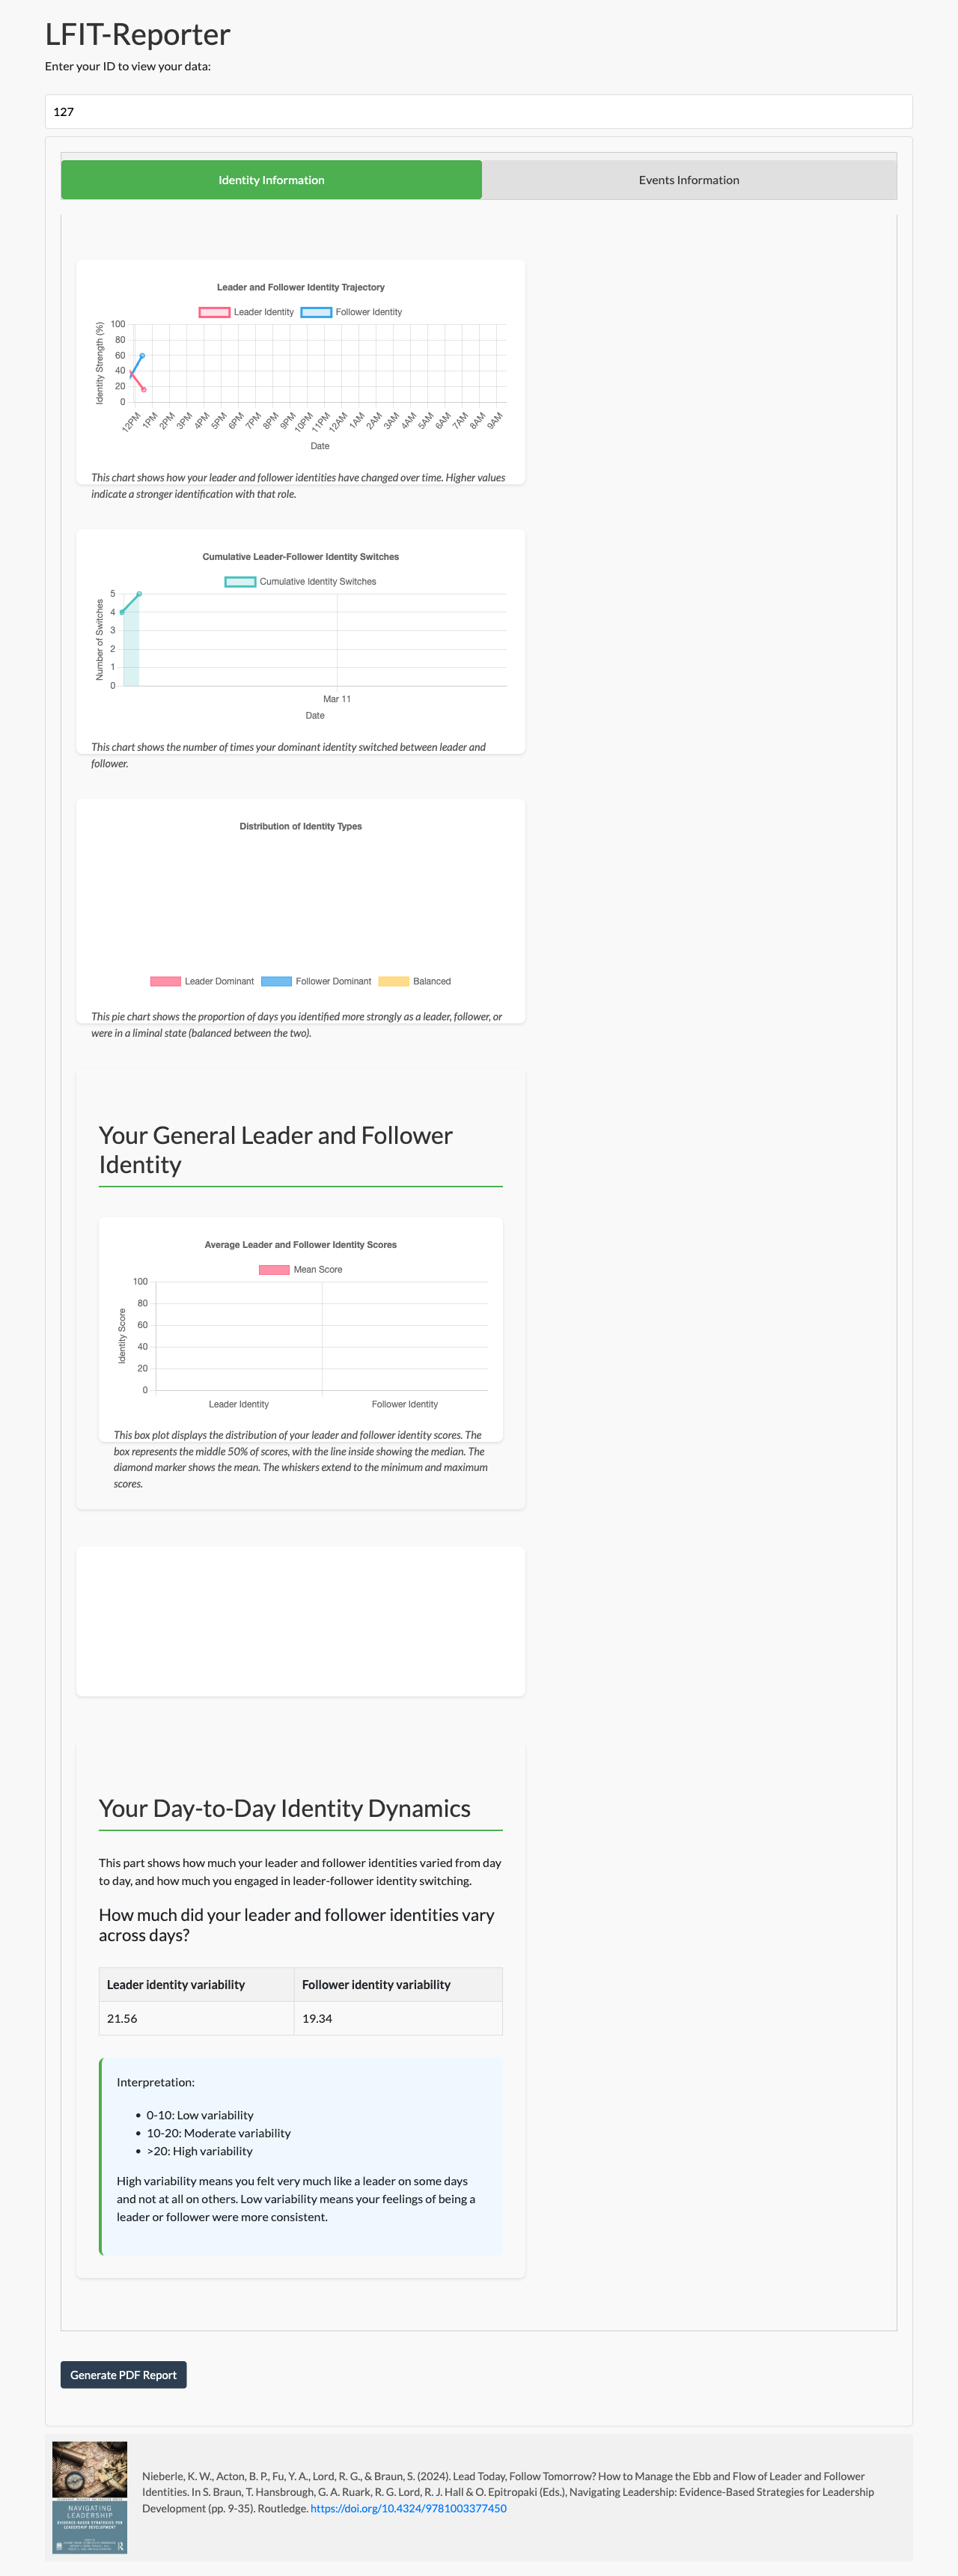 LFIT-Reporter
Enter your ID to view your data:
127
Identity Information
Events Information
Leader and Follower Identity Trajectory
Leader Identity
Follower Identity
Identity Strength (%)
100
80
60
40
20
0
12PM
1PM
2PM
3PM
4PM
5PM
6PM
7PM
8PM
9PM
10PM
11PM
12AM
1AM
2AM
3AM
4AM
5AM
6AM
7AM
8AM
9AM
Date
This chart shows how your leader and follower identities have changed over time. Higher values
indicate a stronger identification with that role.
Cumulative Leader-Follower Identity Switches
Cumulative Identity Switches
Number of Switches
5
4
3
2
1
0
Mar 11
Date
This chart shows the number of times your dominant identity switched between leader and
follower.
Distribution of Identity Types
Leader Dominant
Follower Dominant
Balanced
This pie chart shows the proportion of days you identified more strongly as a leader, follower, or
were in a liminal state (balanced between the two).
Your General Leader and Follower
Identity
Average Leader and Follower Identity Scores
Mean Score
Identity Score
100
80
60
40
20
0
Leader Identity
Follower Identity
This box plot displays the distribution of your leader and follower identity scores. The
box represents the middle 50% of scores, with the line inside showing the median. The
diamond marker shows the mean. The whiskers extend to the minimum and maximum
scores.
Your Day-to-Day Identity Dynamics
This part shows how much your leader and follower identities varied from day
to day, and how much you engaged in leader-follower identity switching.
How much did your leader and follower identities vary
across days?
Leader identity variability
Follower identity variability
21.56
19.34
Interpretation:
• 0-10: Low variability
• 10-20: Moderate variability
• >20: High variability
High variability means you felt very much like a leader on some days
and not at all on others. Low variability means your feelings of being a
leader or follower were more consistent.
Generate PDF Report
NAVIGATING
LEADERSHIP
EVIDENCE-BASED STRATEGIES FOR
LEADERSHIP DEVELOPMENT
Nieberle, K. W., Acton, B. P., Fu, Y. A., Lord, R. G., & Braun, S. (2024). Lead Today, Follow Tomorrow? How to Manage the Ebb and Flow of Leader and Follower
Identities. In S. Braun, T. Hansbrough, G. A. Ruark, R. G. Lord, R. J. Hall & O. Epitropaki (Eds.), Navigating Leadership: Evidence-Based Strategies for Leadership
Development (pp. 9-35). Routledge. https://doi.org/10.4324/9781003377450